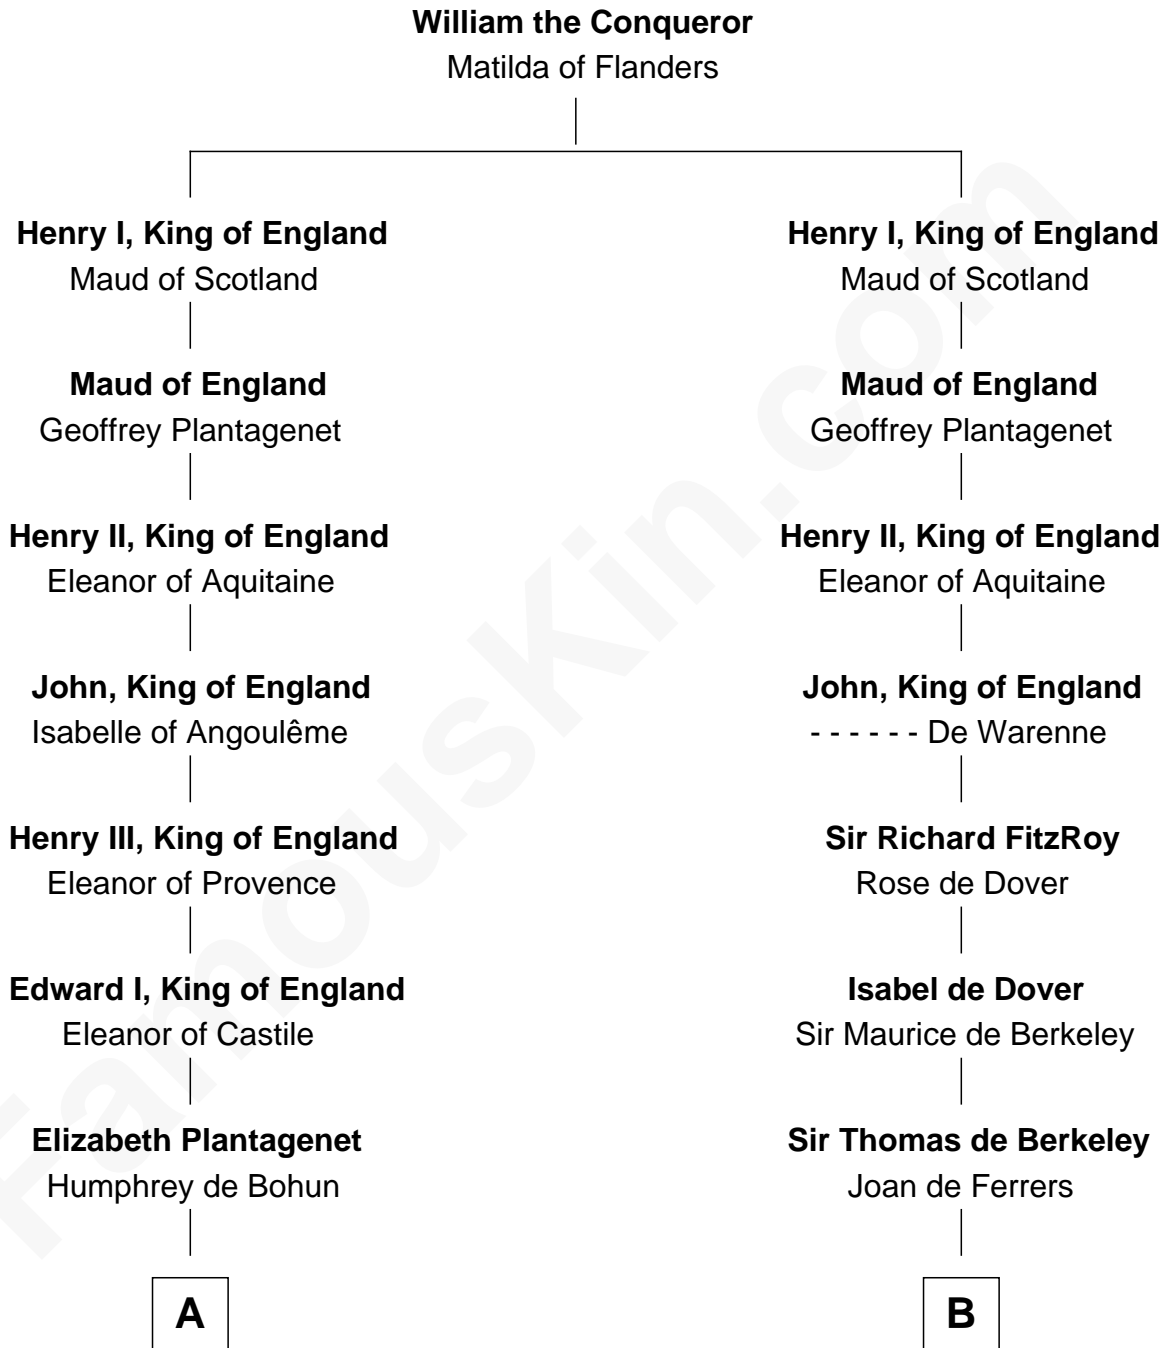 William the Conqueror
Matilda of Flanders
Henry I, King of England
Maud of Scotland
Maud of England
Geoffrey Plantagenet
Henry II, King of England
Eleanor of Aquitaine
John, King of England
Isabelle of Angoulême
Henry III, King of England
Eleanor of Provence
Edward I, King of England
Eleanor of Castile
Elizabeth Plantagenet
Humphrey de Bohun
A
Henry I, King of England
Maud of Scotland
Maud of England
Geoffrey Plantagenet
Henry II, King of England
Eleanor of Aquitaine
John, King of England
- - - - - - De Warenne
Sir Richard FitzRoy
Rose de Dover
Isabel de Dover
Sir Maurice de Berkeley
Sir Thomas de Berkeley
Joan de Ferrers
B
FamousKin.com